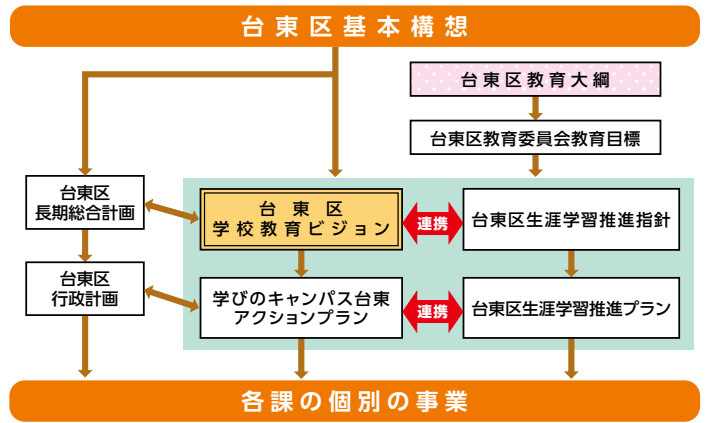 台東区基本構想
台東区教育大綱
台東区教育委員会教育目標
台東区
長期総合計画
台東区
学校教育ビジョン
連携
台東区生涯学習推進指針
台東区
行政計画
学びのキャンパス台東
アクションプラン
連携
台東区生涯学習推進プラン
各課の個別の事業